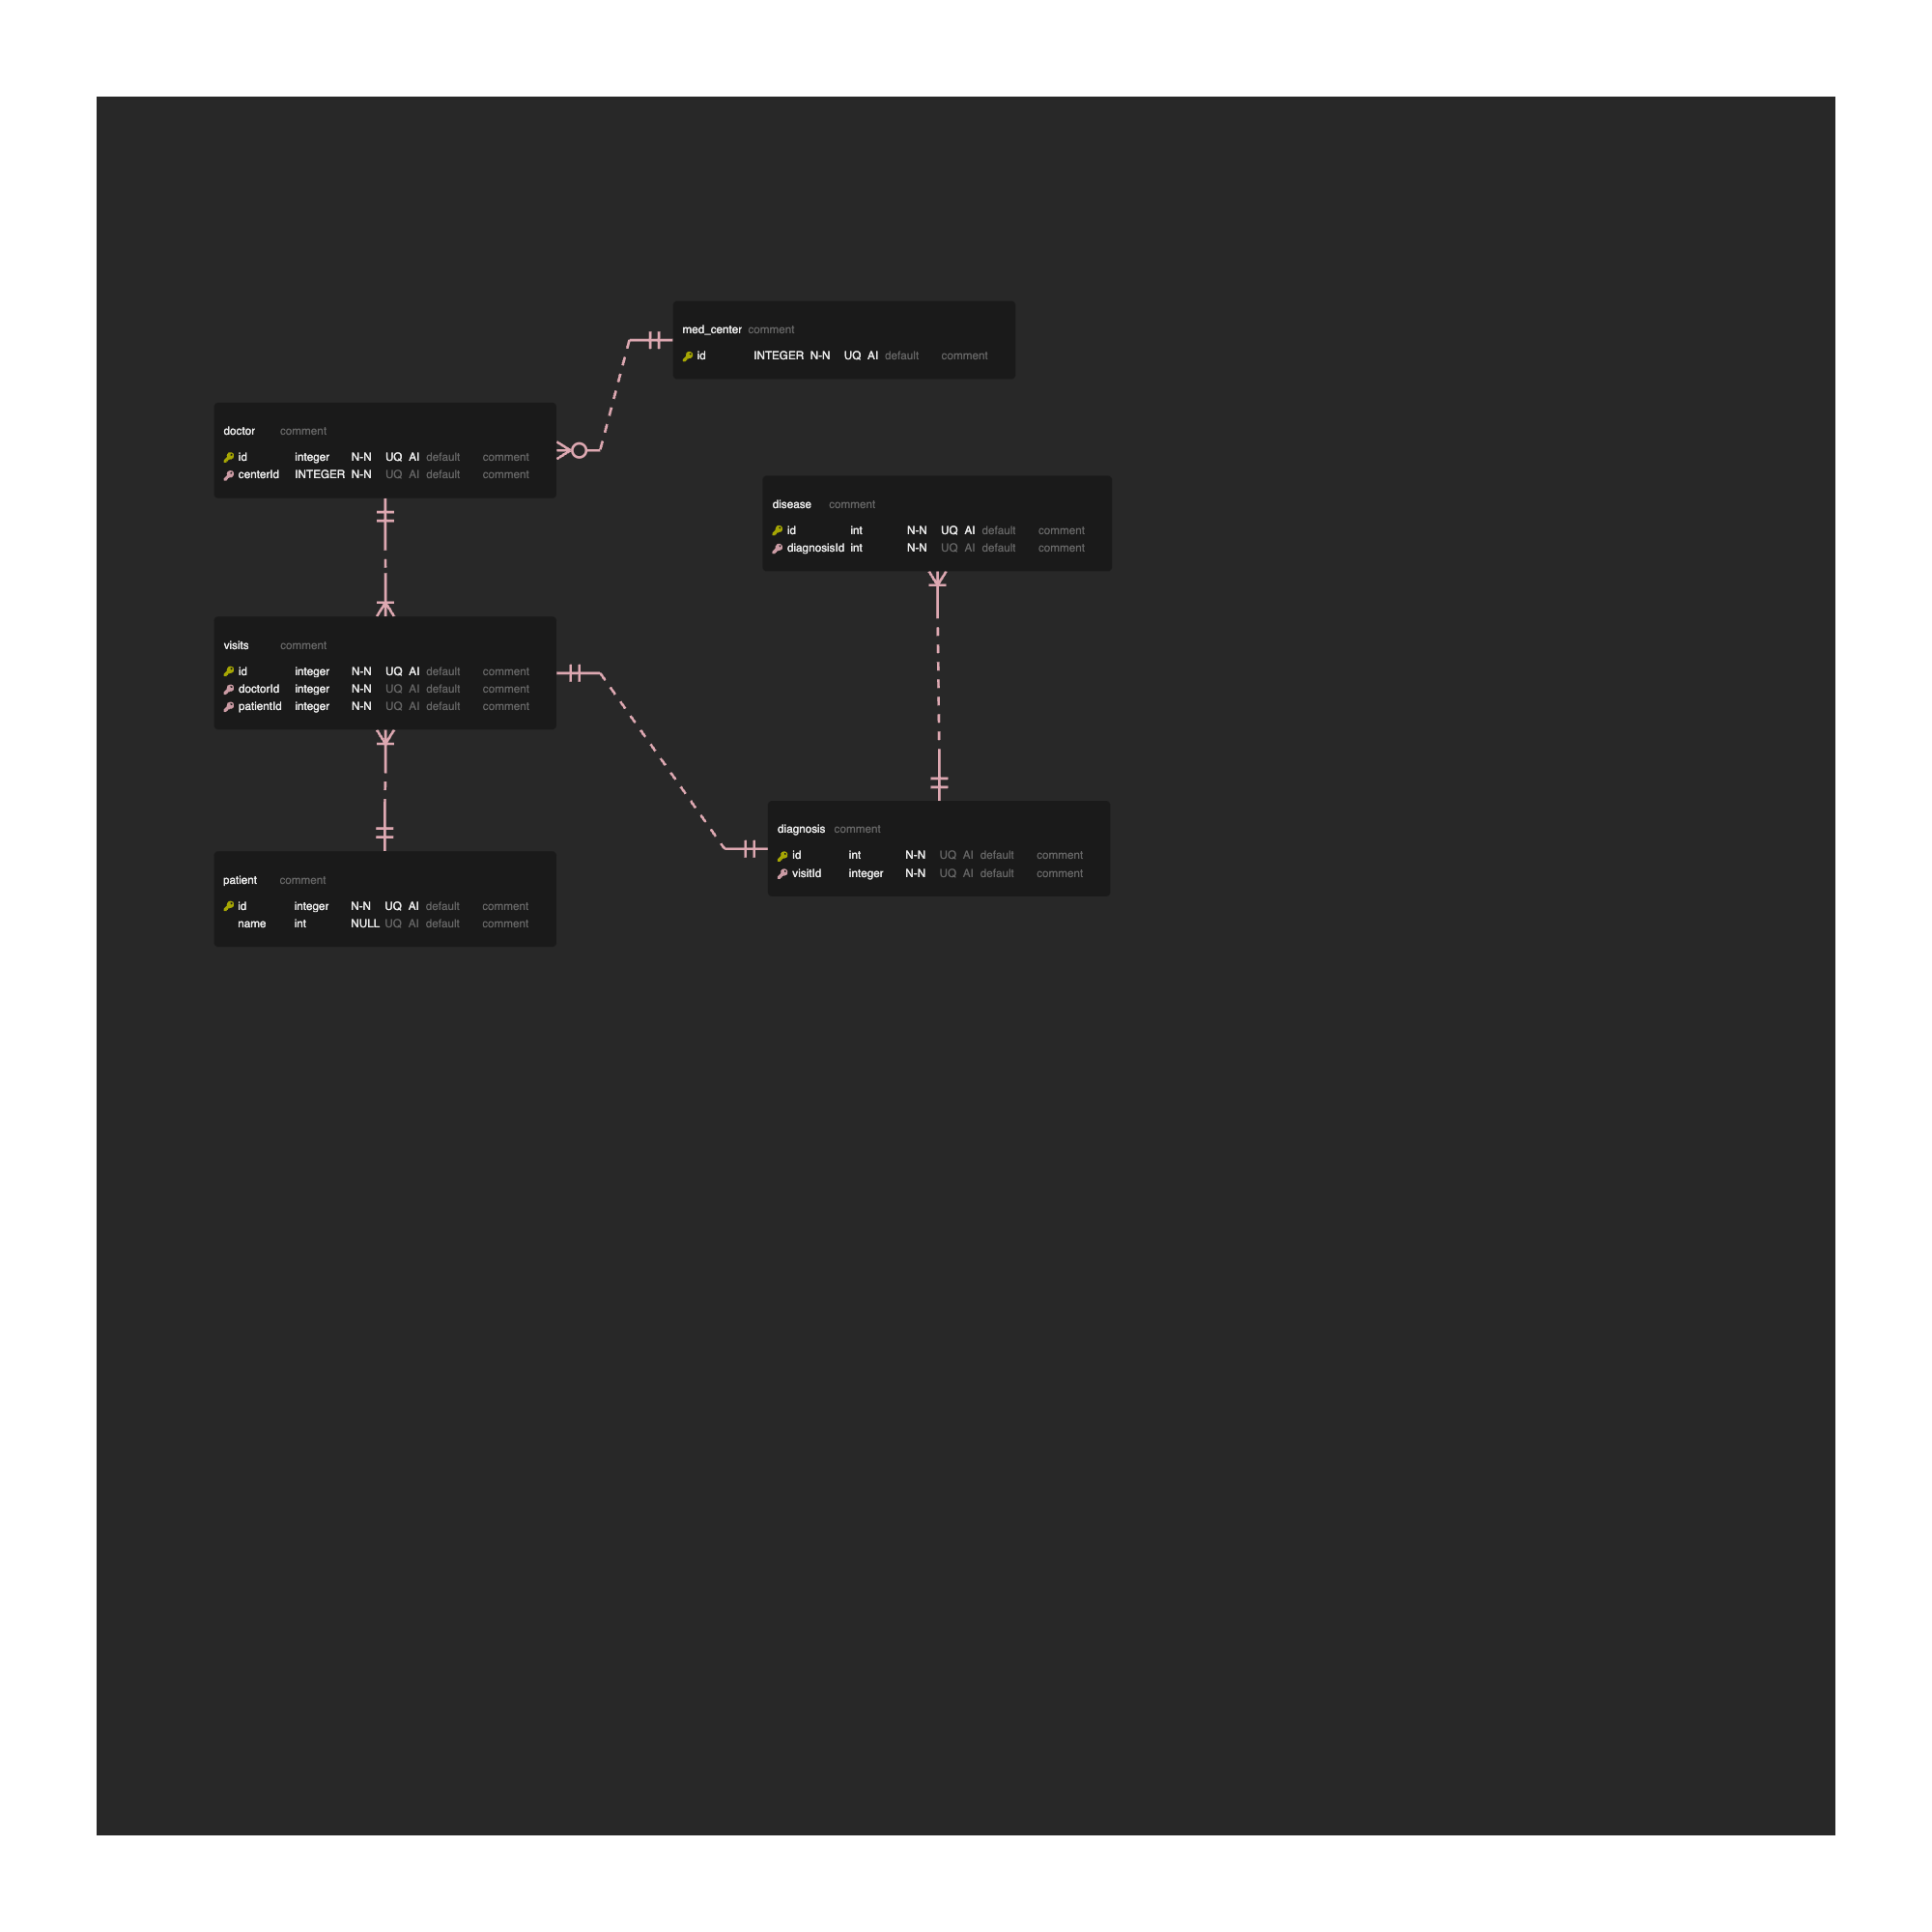 med_center comment
id INTEGER N-N UQ AI default comment
doctor comment
id integer N-N UQ AI default comment
centerId INTEGER N-N UQ AI default comment
disease comment
id int N-N UQ AI default comment
diagnosisId int N-N UQ AI default comment
visits comment
id integer N-N UQ AI default comment
doctorId integer N-N UQ AI default comment
patientId integer N-N UQ AI default comment
diagnosis comment
id int N-N UQ AI default comment
visitId integer N-N UQ AI default comment
patient comment
id integer N-N UQ AI default comment
name int NULL UQ AI default comment